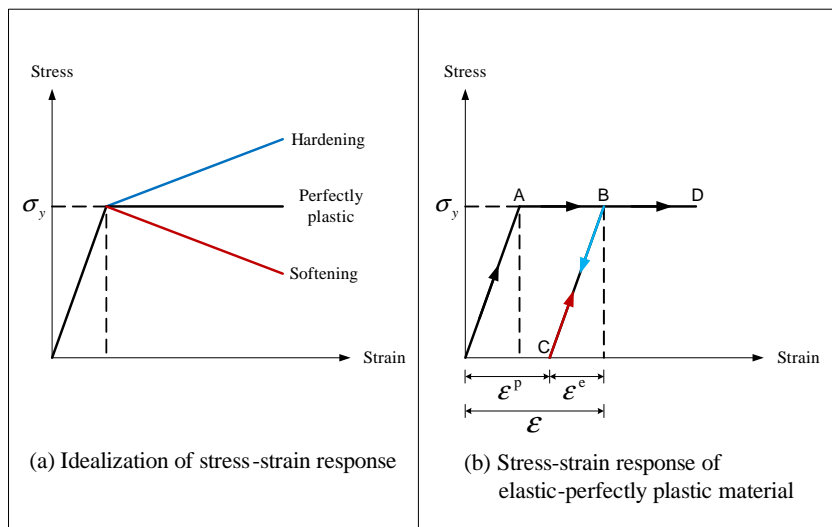 Stress
Hardening
σy
Perfectly
plastic
Softening
Strain
(a) Idealization of stress-strain response
Stress
σy
A
B
D
C
Strain
εp
εe
ε
(b) Stress-strain response of
elastic-perfectly plastic material